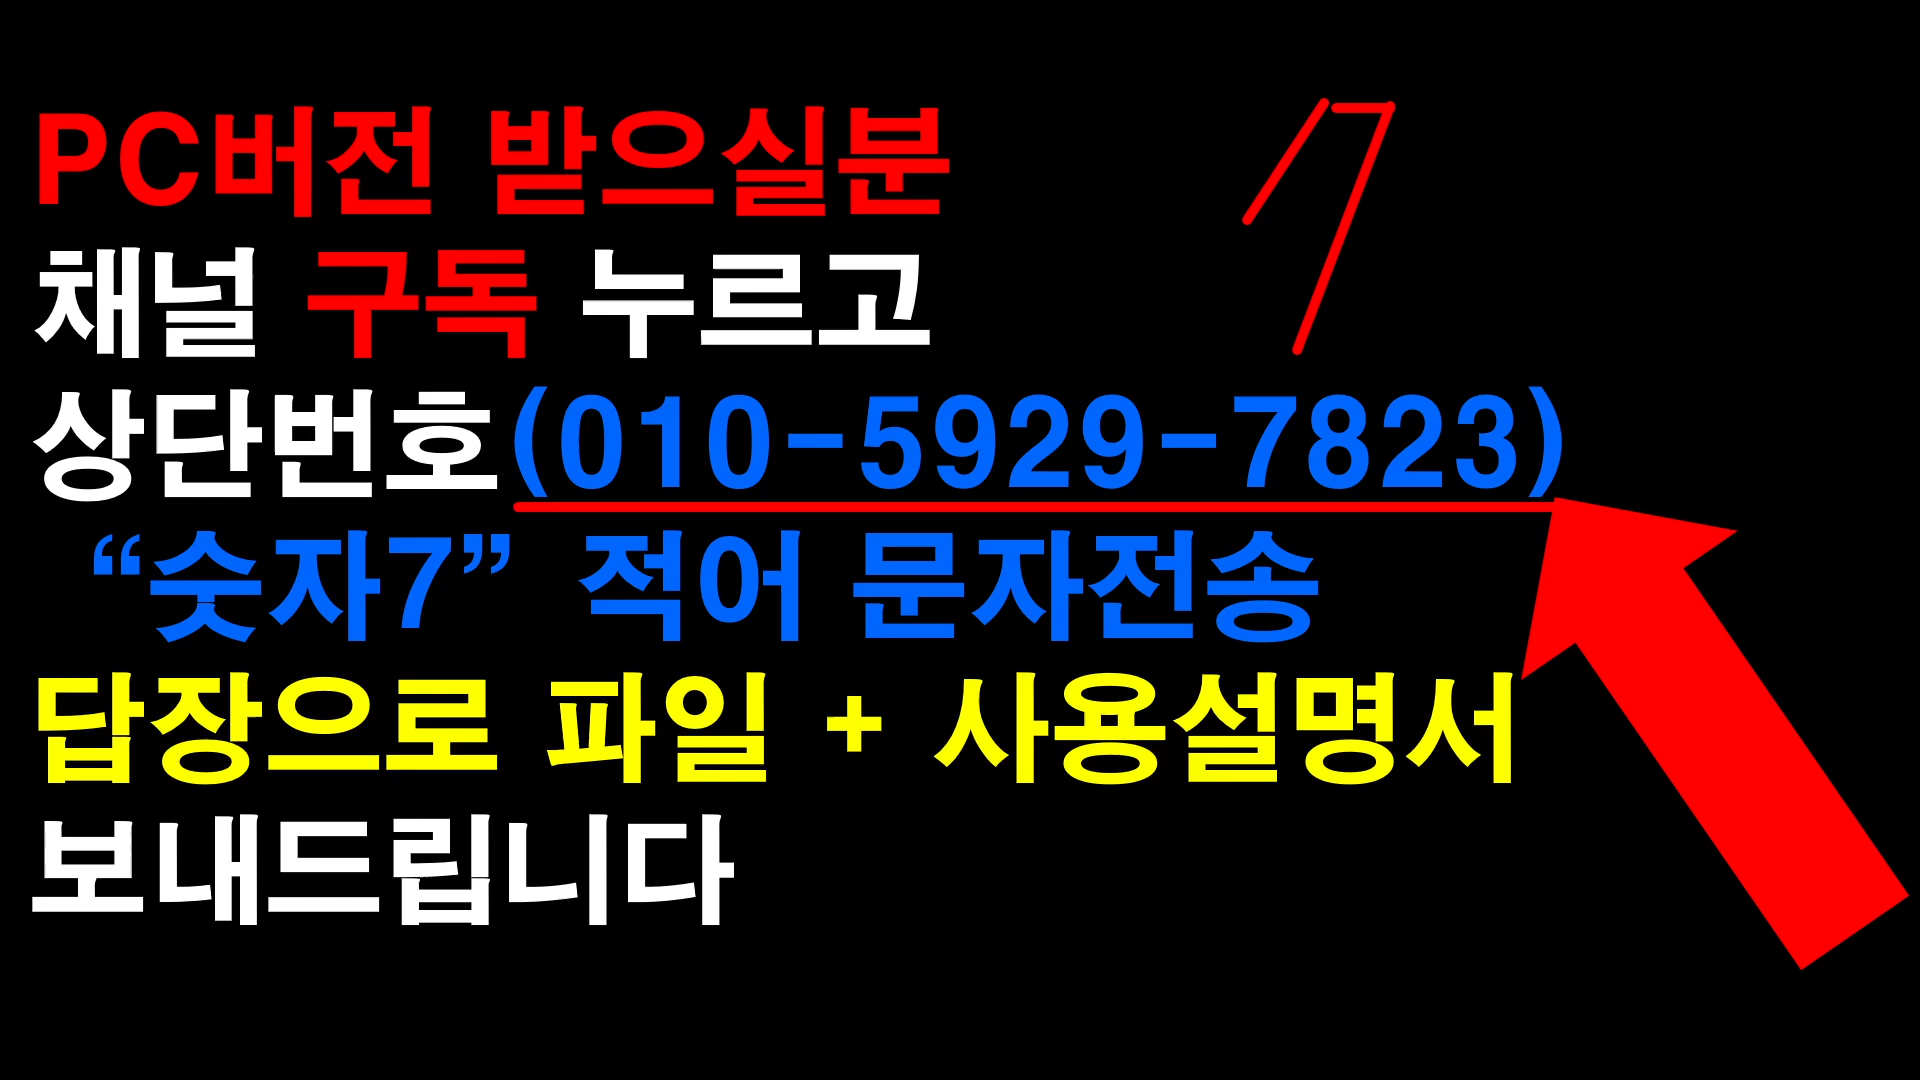 7
PC버전 받으실분
채널 구독 누르고
상단번호(010-5929-7823)
“숫자7” 적어 문자전송
답장으로 파일 + 사용설명서
보내드립니다